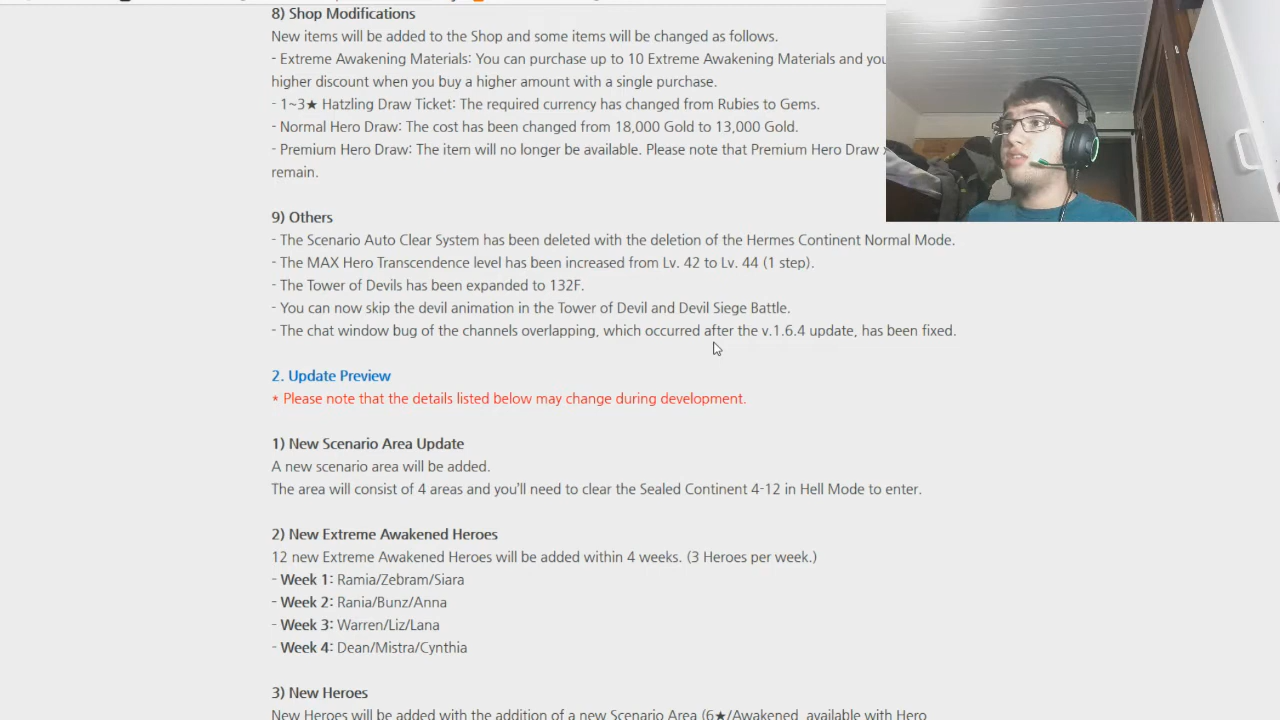 8) Shop Modifications
New items will be added to the Shop and some items will be changed as follows.
- Extreme Awakening Materials: You can purchase up to 10 Extreme Awakening Materials and you
higher discount when you buy a higher amount with a single purchase.
- 1~3★ Hatzling Draw Ticket: The required currency has changed from Rubies to Gems.
- Normal Hero Draw: The cost has been changed from 18,000 Gold to 13,000 Gold.
- Premium Hero Draw: The item will no longer be available. Please note that Premium Hero Draw
remain.
9) Others
- The Scenario Auto Clear System has been deleted with the deletion of the Hermes Continent Normal Mode.
- The MAX Hero Transcendence level has been increased from Lv. 42 to Lv. 44 (1 step).
- The Tower of Devils has been expanded to 132F.
- You can now skip the devil animation in the Tower of Devil and Devil Siege Battle.
- The chat window bug of the channels overlapping, which occurred after the v.1.6.4 update, has been fixed.
2. Update Preview
* Please note that the details listed below may change during development.
1) New Scenario Area Update
A new scenario area will be added.
The area will consist of 4 areas and you'll need to clear the Sealed Continent 4-12 in Hell Mode to enter.
2) New Extreme Awakened Heroes
12 new Extreme Awakened Heroes will be added within 4 weeks. (3 Heroes per week.)
- Week 1: Ramia/Zebram/Siara
- Week 2: Rania/Bunz/Anna
- Week 3: Warren/Liz/Lana
- Week 4: Dean/Mistra/Cynthia
3) New Heroes
New Heroes will be added with the addition of a new Scenario Area (6★/Awakened, available with Hero